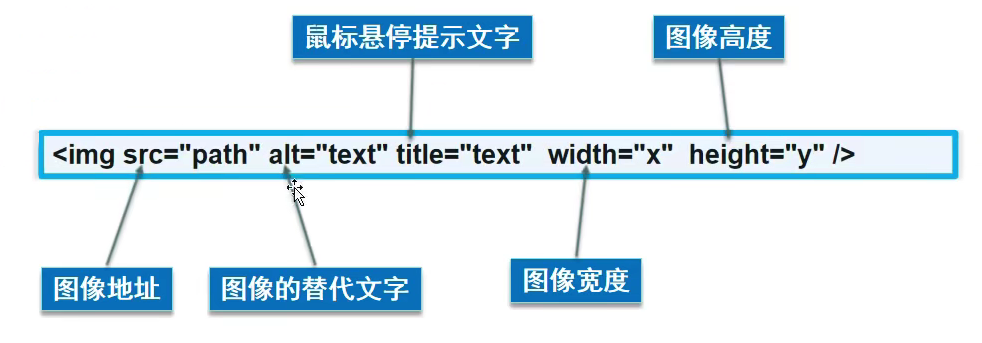 鼠标悬停提示文字
图像高度
<img src="path" alt="text" title="text"  width="x"  height="y" />
图像地址
图像的替代文字
图像宽度